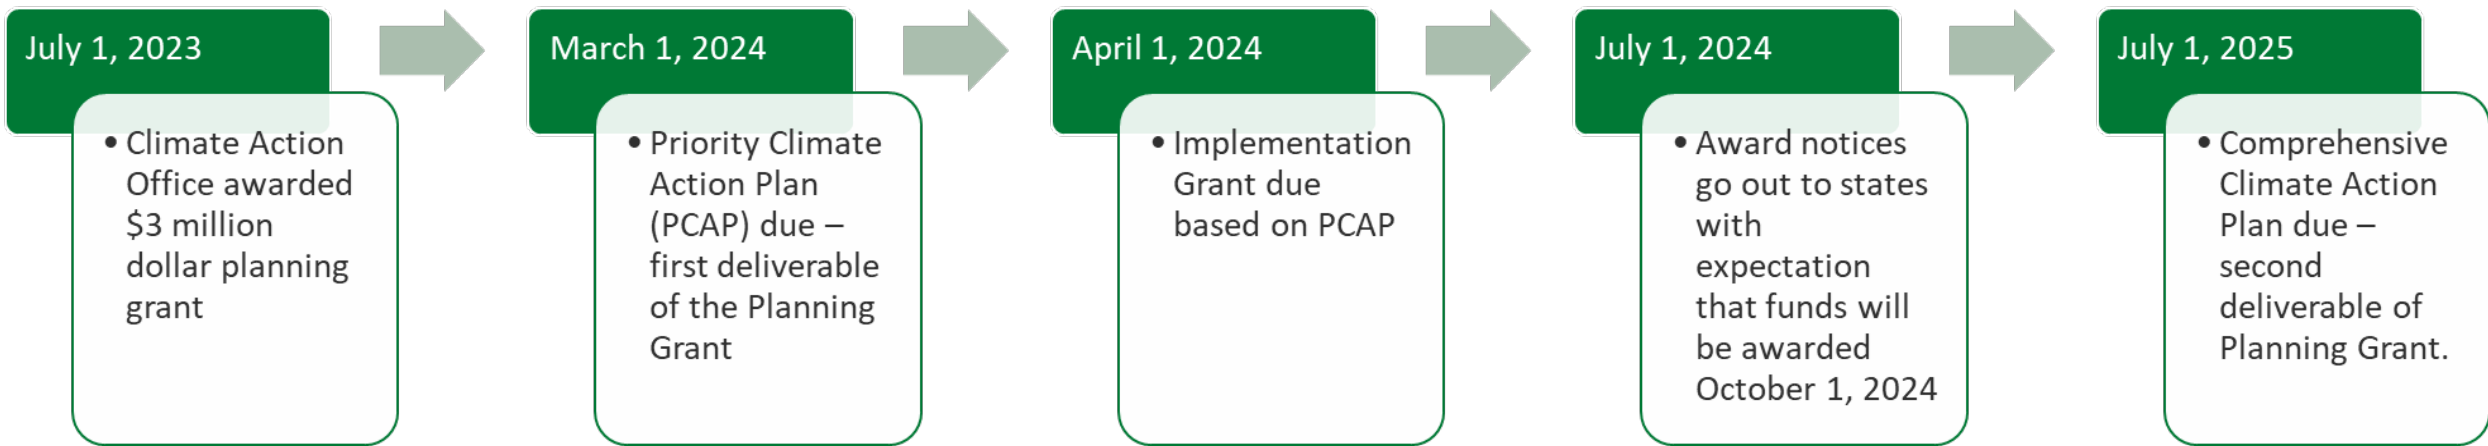 July 1, 2023
• Climate Action
Office awarded
$3 million
dollar planning
grant
March 1, 2024
• Priority Climate
Action Plan
(PCAP) due –
first deliverable
of the Planning
Grant
April 1, 2024
• Implementation
Grant due
based on PCAP
July 1, 2024
• Award notices
go out to states
with
expectation
that funds will
be awarded
October 1, 2024
July 1, 2025
• Comprehensive
Climate Action
Plan due –
second
deliverable of
Planning Grant.